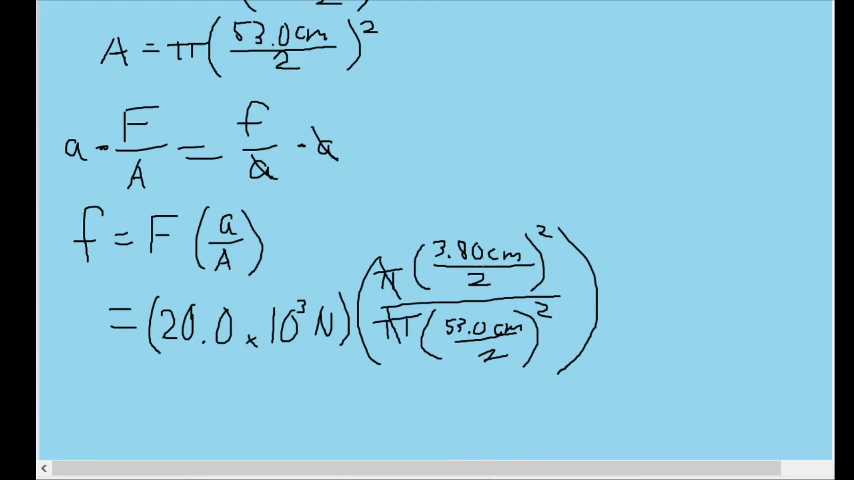 A = π(53.0cm/2)²
a · F/A = f/a · a
f = F(a/A)
= (20.0 × 10³ N)(π(3.80cm/2)²/π(53.0cm/2)²)